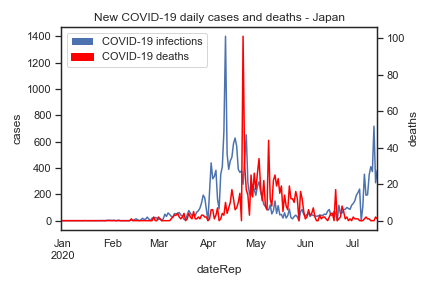 New COVID-19 daily cases and deaths - Japan
COVID-19 infections
COVID-19 deaths
1400
1200
1000
800
600
400
200
0
cases
100
80
60
40
20
0
deaths
Jan Feb Mar Apr May Jun Jul
2020
dateRep